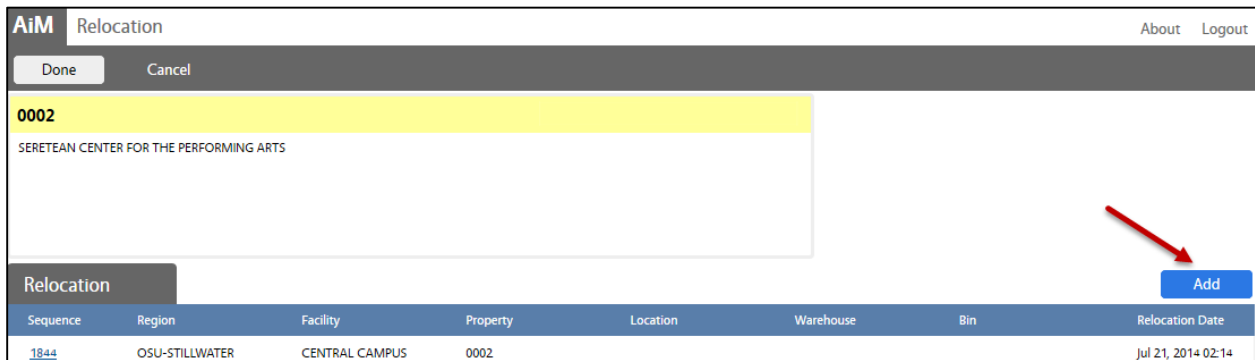 AiM Relocation About Logout
Done Cancel
0002
SERETEAN CENTER FOR THE PERFORMING ARTS
Relocation Add
Sequence Region Facility Property Location Warehouse Bin Relocation Date
1844 OSU-STILLWATER CENTRAL CAMPUS 0002 Jul 21, 2014 02:14